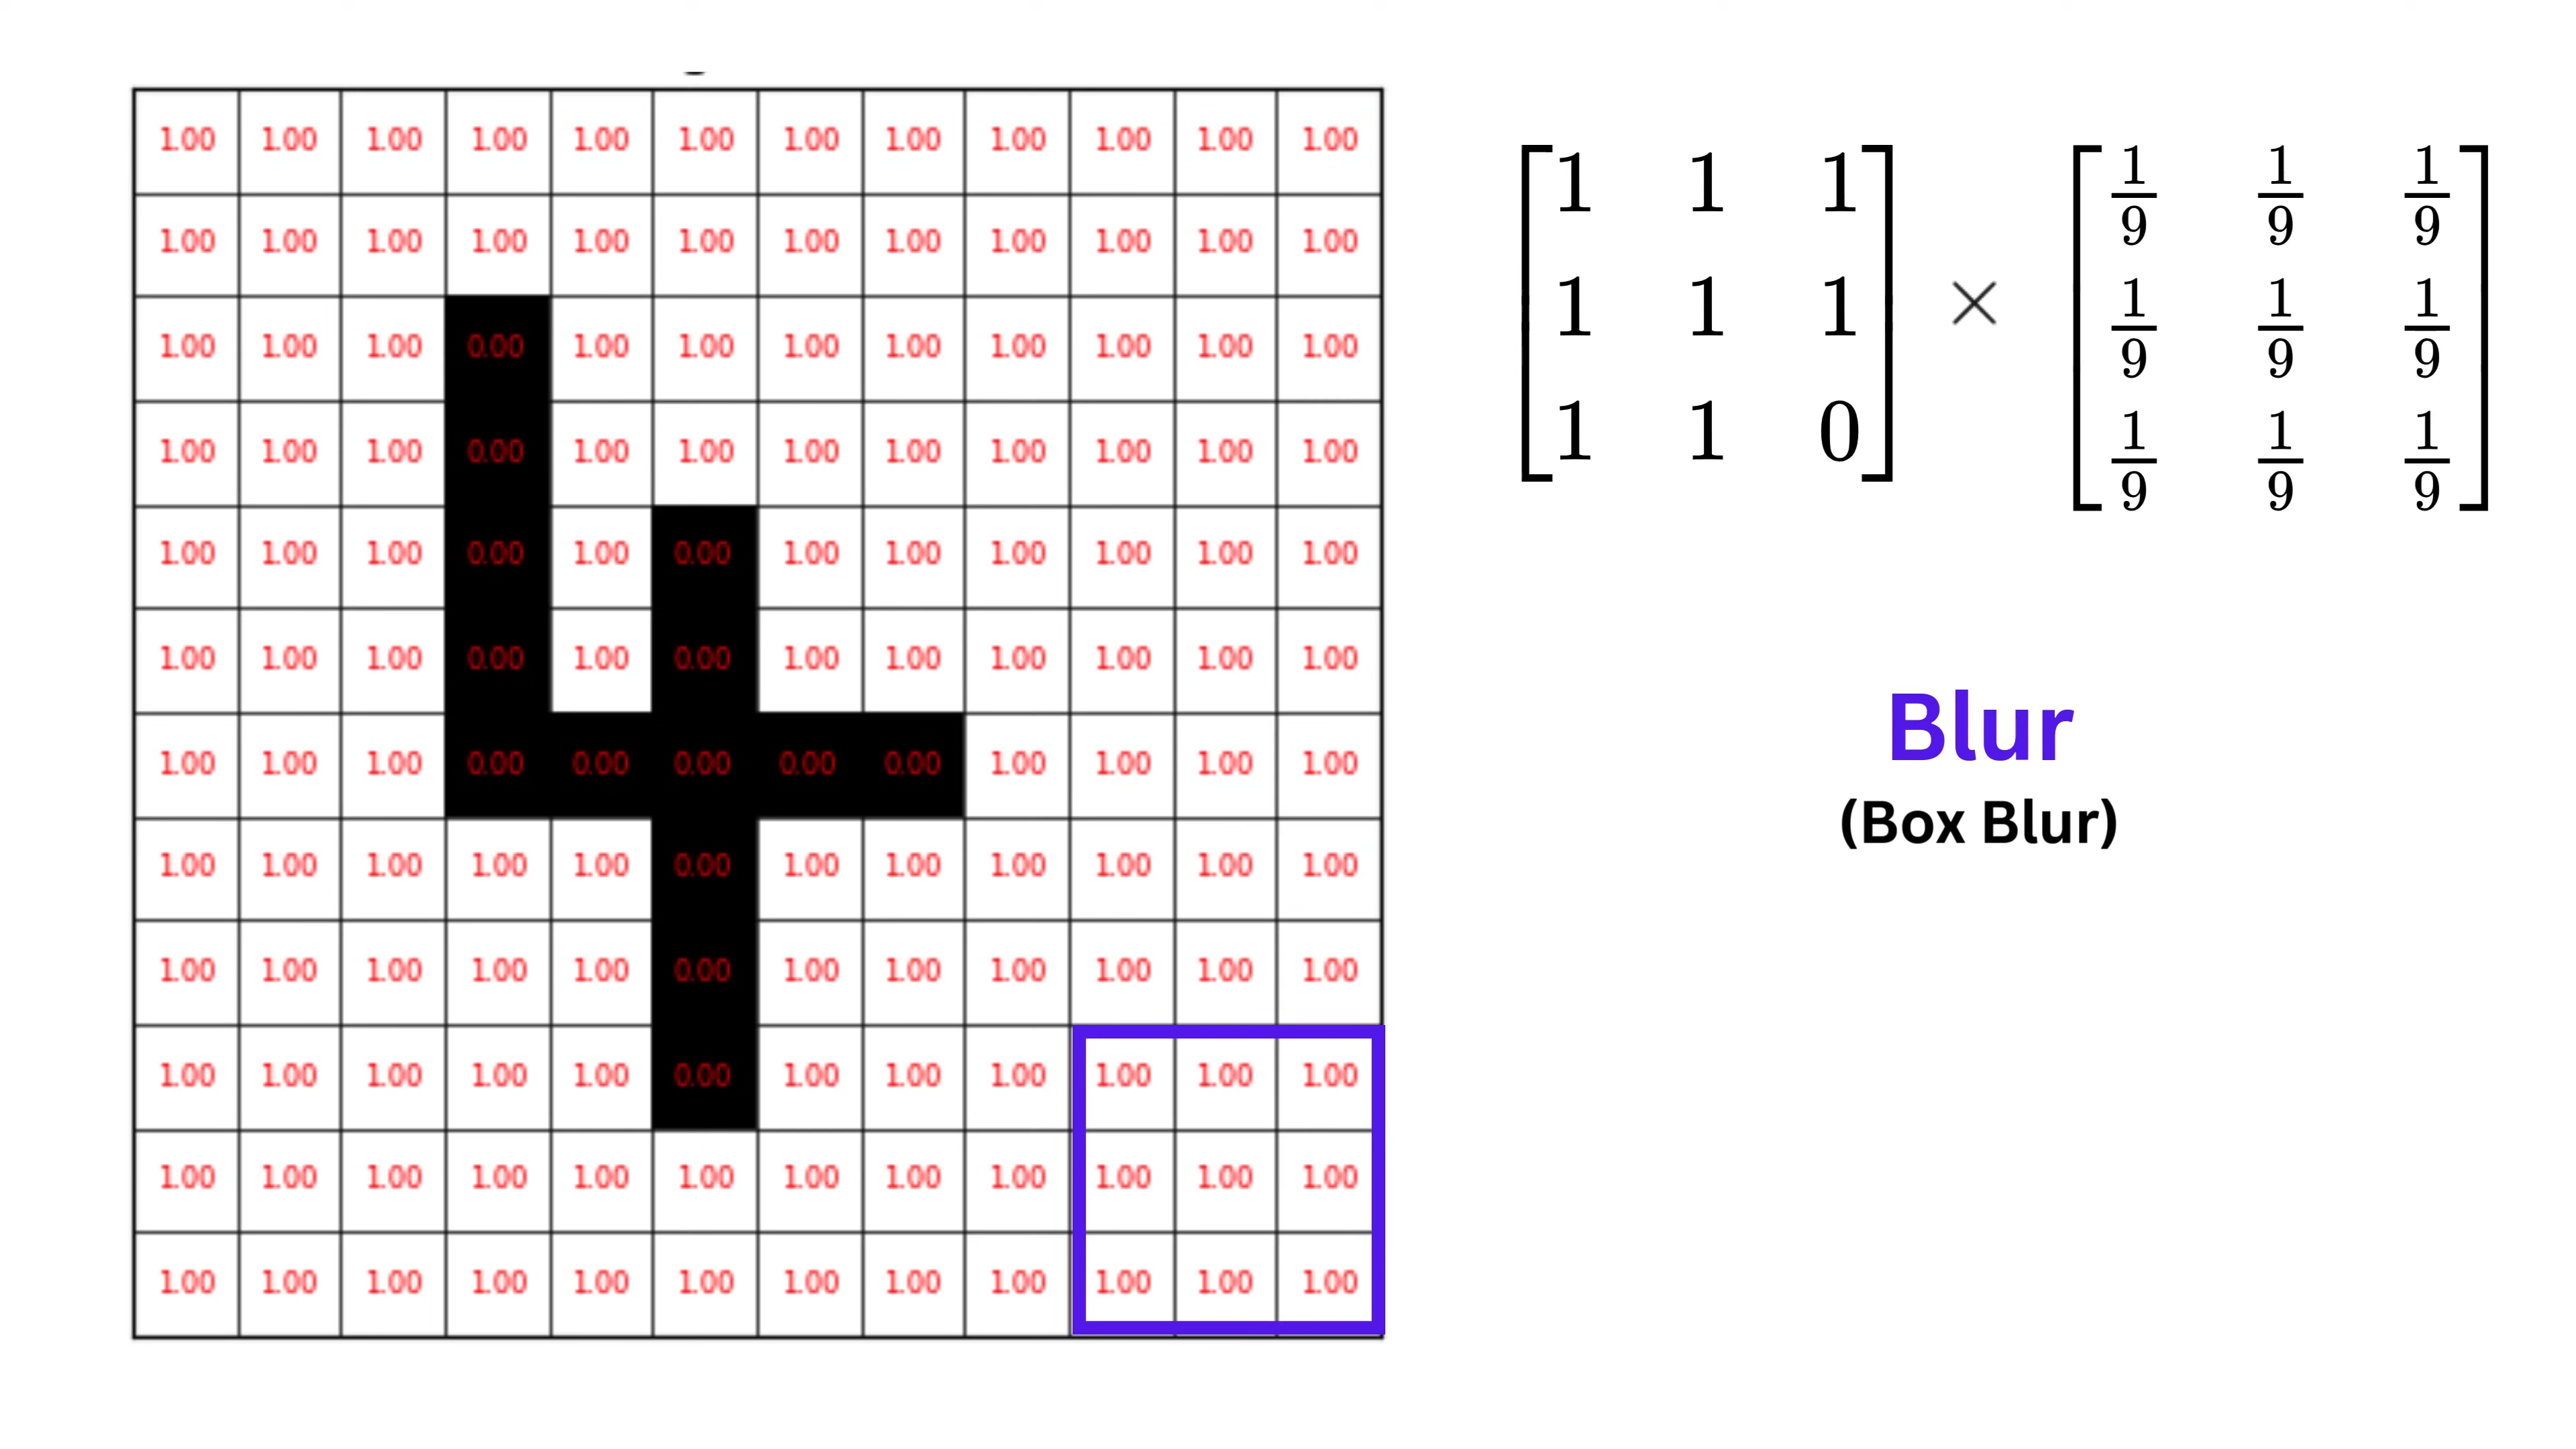 1.00 1.00 1.00 1.00 1.00 1.00 1.00 1.00 1.00 1.00 1.00 1.00
1.00 1.00 1.00 1.00 1.00 1.00 1.00 1.00 1.00 1.00 1.00 1.00
1.00 1.00 1.00 0.00 1.00 1.00 1.00 1.00 1.00 1.00 1.00 1.00
1.00 1.00 1.00 0.00 1.00 1.00 1.00 1.00 1.00 1.00 1.00 1.00
1.00 1.00 1.00 0.00 1.00 0.00 1.00 1.00 1.00 1.00 1.00 1.00
1.00 1.00 1.00 0.00 1.00 0.00 1.00 1.00 1.00 1.00 1.00 1.00
1.00 1.00 1.00 0.00 0.00 0.00 0.00 0.00 1.00 1.00 1.00 1.00
1.00 1.00 1.00 1.00 1.00 0.00 1.00 1.00 1.00 1.00 1.00 1.00
1.00 1.00 1.00 1.00 1.00 0.00 1.00 1.00 1.00 1.00 1.00 1.00
1.00 1.00 1.00 1.00 1.00 0.00 1.00 1.00 1.00 1.00 1.00 1.00
1.00 1.00 1.00 1.00 1.00 1.00 1.00 1.00 1.00 1.00 1.00 1.00
1.00 1.00 1.00 1.00 1.00 1.00 1.00 1.00 1.00 1.00 1.00 1.00
1 1 1
1 1 1
1 1 0
×
1/9 1/9 1/9
1/9 1/9 1/9
1/9 1/9 1/9
Blur
(Box Blur)